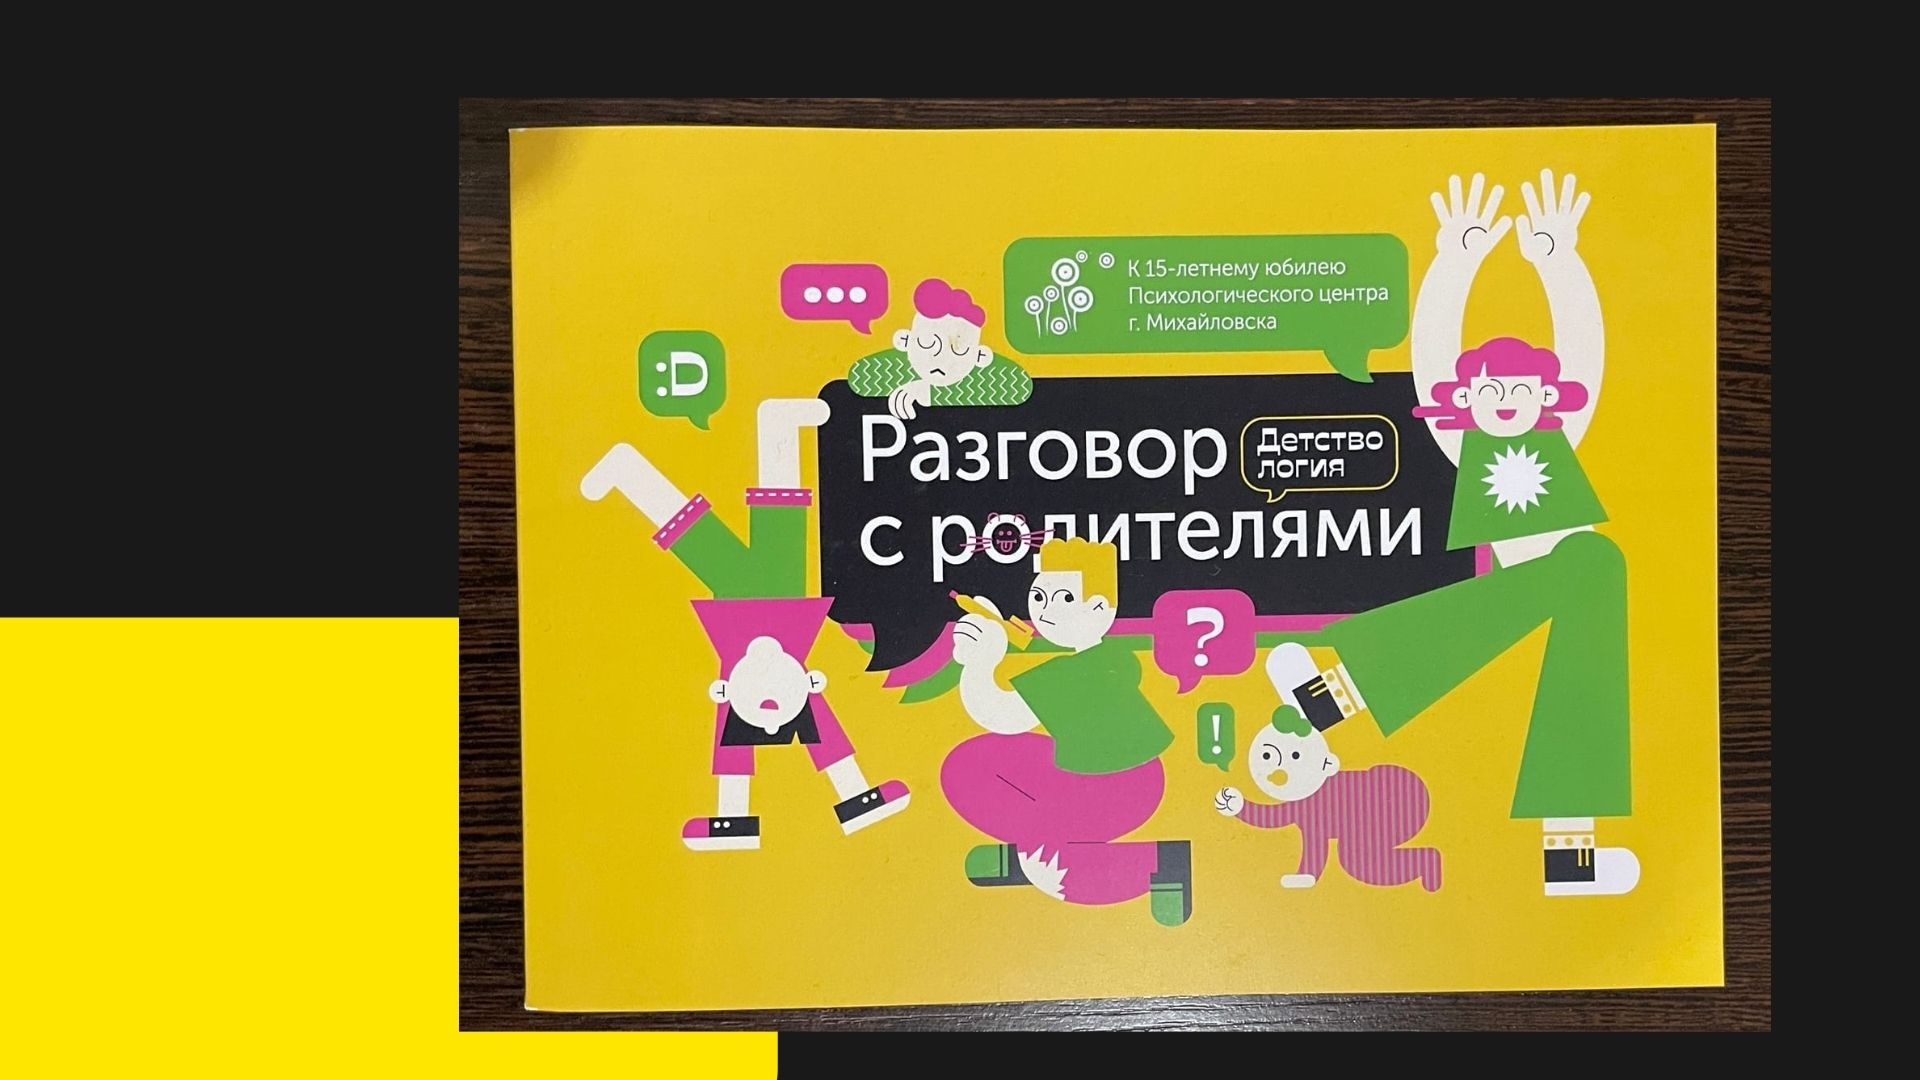 К 15-летнему юбилею
Психологического центра
г. Михайловска
:D
Разговор
Детство
логия
с родителями
?
!